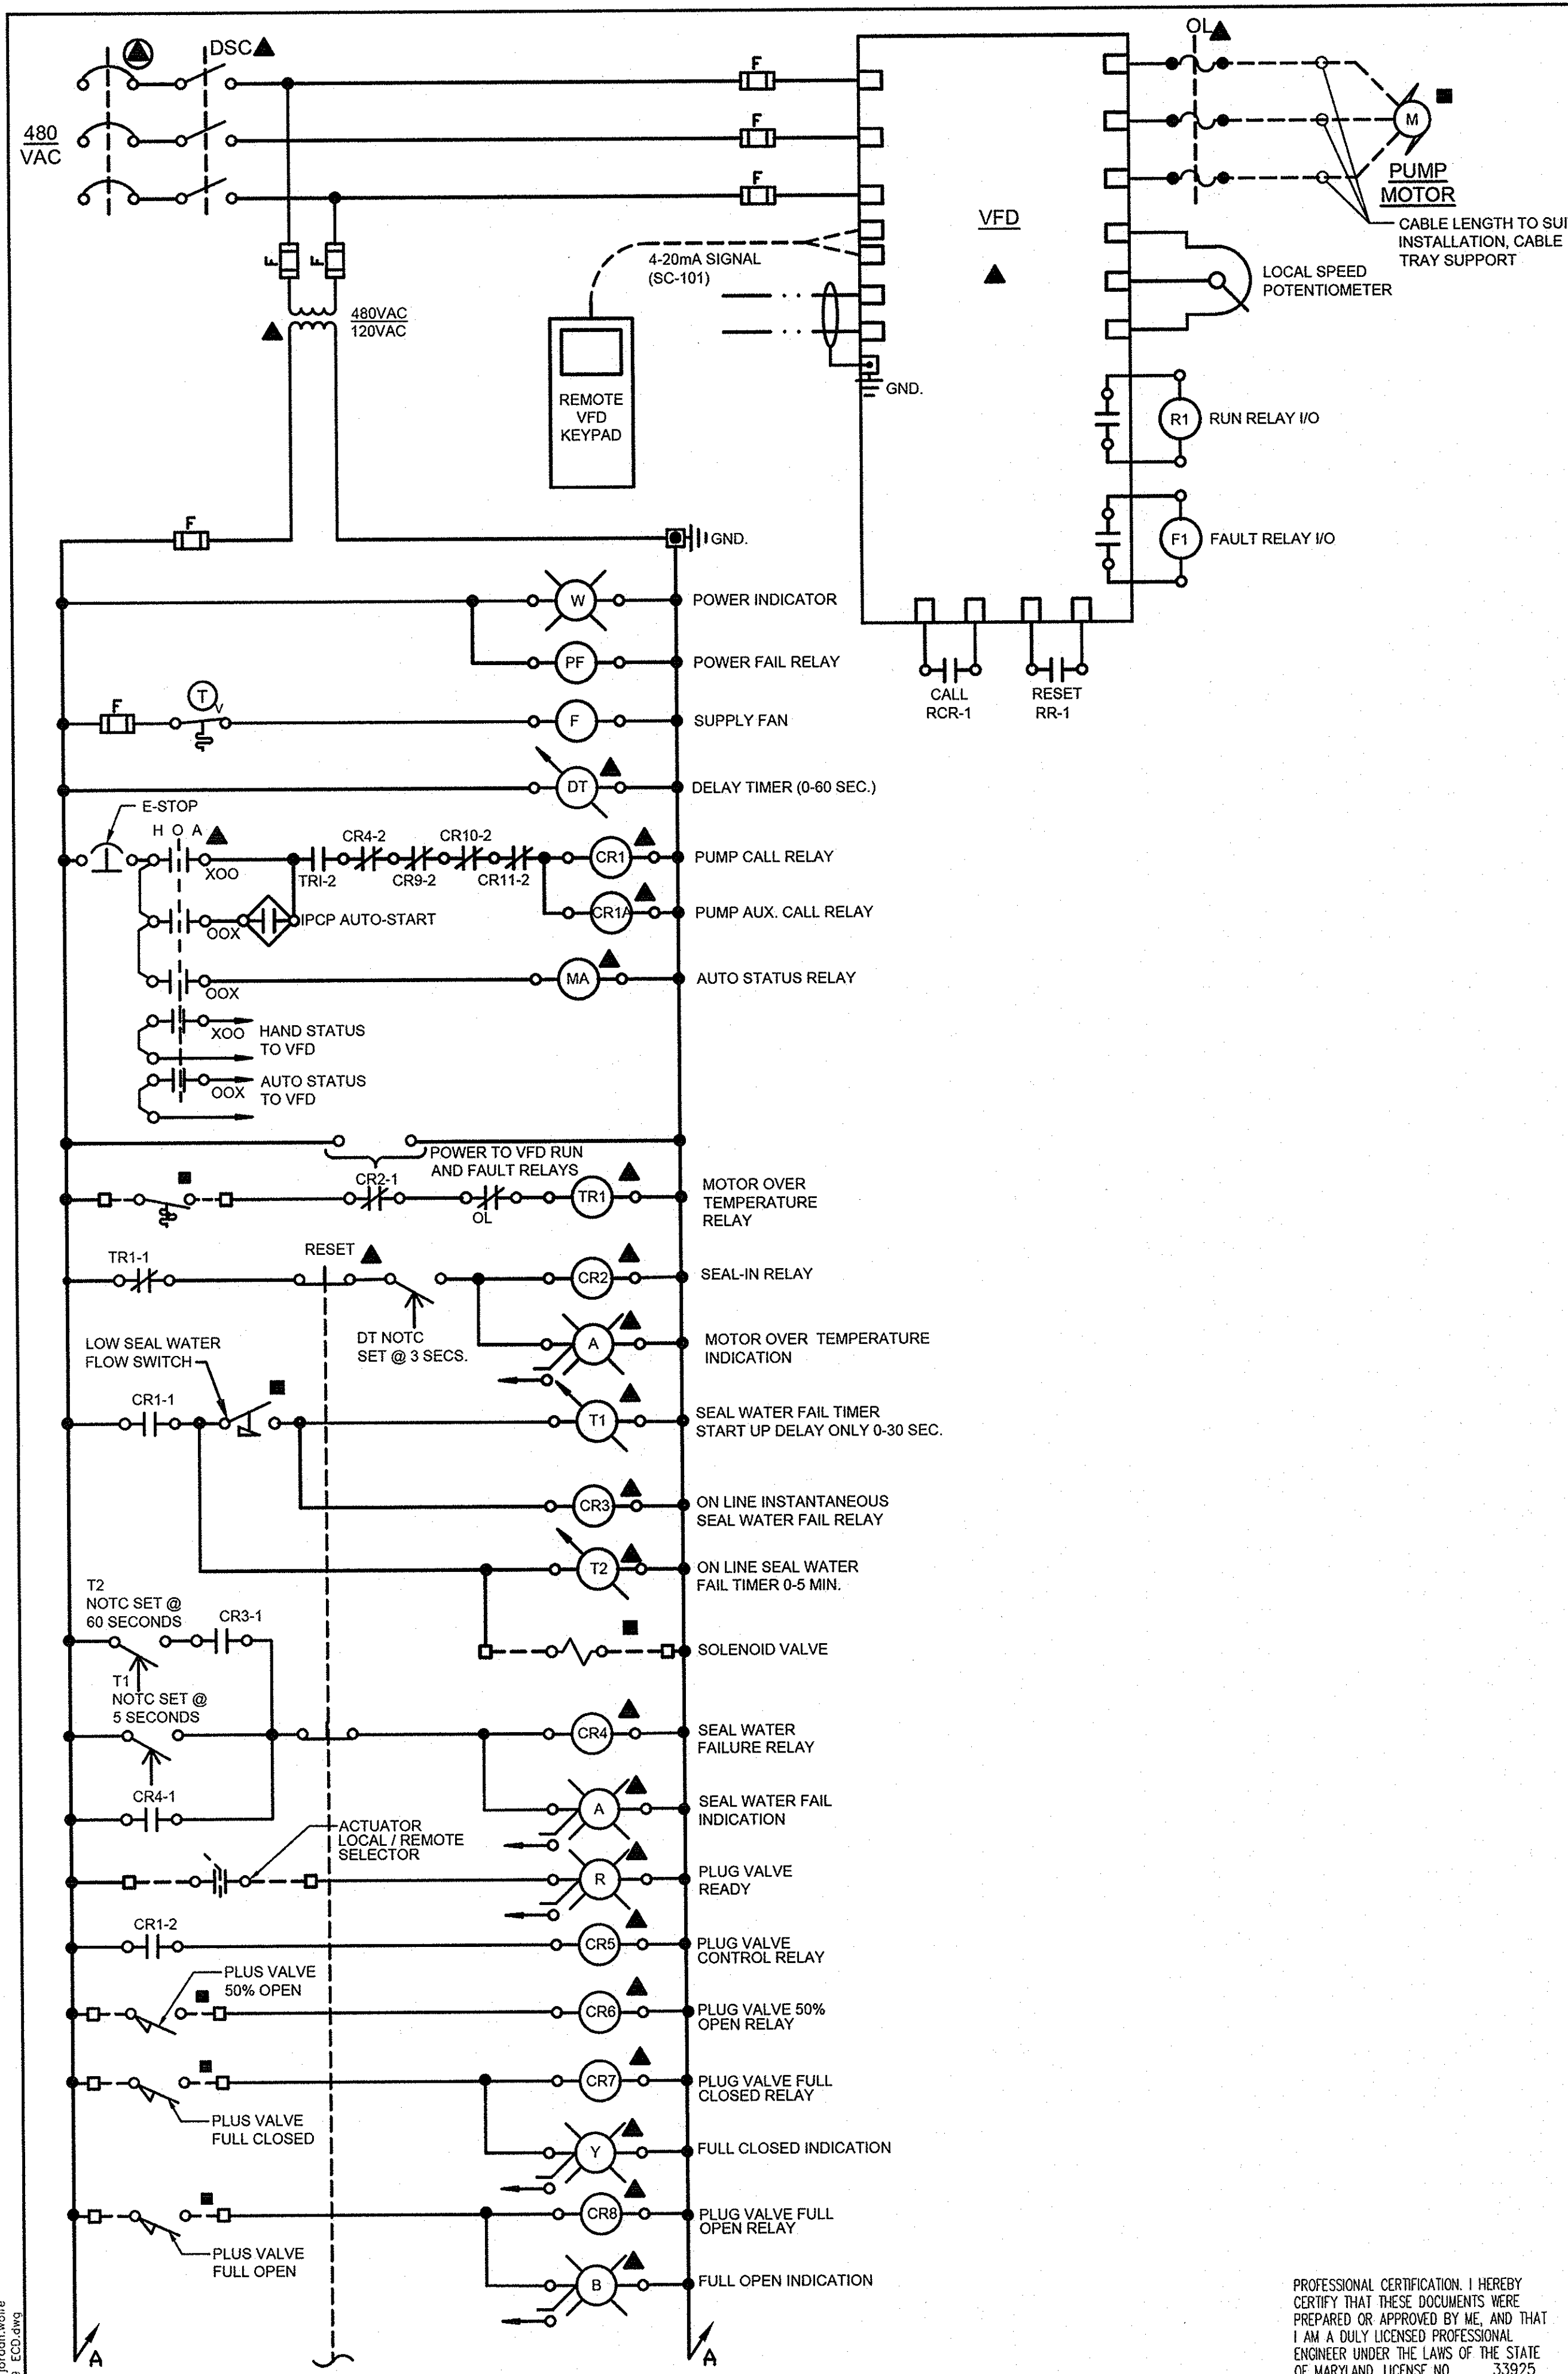 DSC
OL
F
480
VAC
F
M
PUMP
MOTOR
F
VFD
CABLE LENGTH TO SUI
INSTALLATION, CABLE
TRAY SUPPORT
F F
4-20mA SIGNAL
(SC-101)
LOCAL SPEED
POTENTIOMETER
480VAC
120VAC
REMOTE
VFD
KEYPAD
GND.
R1 RUN RELAY I/O
F
GND.
F1 FAULT RELAY I/O
W POWER INDICATOR
PF POWER FAIL RELAY
CALL
RCR-1
RESET
RR-1
F T V F SUPPLY FAN
DT DELAY TIMER (0-60 SEC.)
E-STOP
H O A
XOO TRI-2 CR4-2 CR9-2 CR10-2 CR11-2 CR1 PUMP CALL RELAY
OOX IPCP AUTO-START CR1A PUMP AUX. CALL RELAY
OOX MA AUTO STATUS RELAY
XOO HAND STATUS
TO VFD
OOX AUTO STATUS
TO VFD
POWER TO VFD RUN
AND FAULT RELAYS
CR2-1 OL TR1 MOTOR OVER
TEMPERATURE
RELAY
TR1-1 RESET CR2 SEAL-IN RELAY
DT NOTC
SET @ 3 SECS.
A MOTOR OVER TEMPERATURE
INDICATION
LOW SEAL WATER
FLOW SWITCH
CR1-1 T1 SEAL WATER FAIL TIMER
START UP DELAY ONLY 0-30 SEC.
CR3 ON LINE INSTANTANEOUS
SEAL WATER FAIL RELAY
T2 ON LINE SEAL WATER
FAIL TIMER 0-5 MIN.
T2
NOTC SET @
60 SECONDS
CR3-1
SOLENOID VALVE
T1
NOTC SET @
5 SECONDS
CR4 SEAL WATER
FAILURE RELAY
CR4-1
A SEAL WATER FAIL
INDICATION
ACTUATOR
LOCAL / REMOTE
SELECTOR
R PLUG VALVE
READY
CR1-2 CR5 PLUG VALVE
CONTROL RELAY
PLUS VALVE
50% OPEN
CR6 PLUG VALVE 50%
OPEN RELAY
CR7 PLUG VALVE FULL
CLOSED RELAY
PLUS VALVE
FULL CLOSED
Y FULL CLOSED INDICATION
CR8 PLUG VALVE FULL
OPEN RELAY
PLUS VALVE
FULL OPEN
B FULL OPEN INDICATION
A A
PROFESSIONAL CERTIFICATION. I HEREBY
CERTIFY THAT THESE DOCUMENTS WERE
PREPARED OR APPROVED BY ME, AND THAT
I AM A DULY LICENSED PROFESSIONAL
ENGINEER UNDER THE LAWS OF THE STATE
OF MARYLAND, LICENSE NO. 33925
ECD.dwg